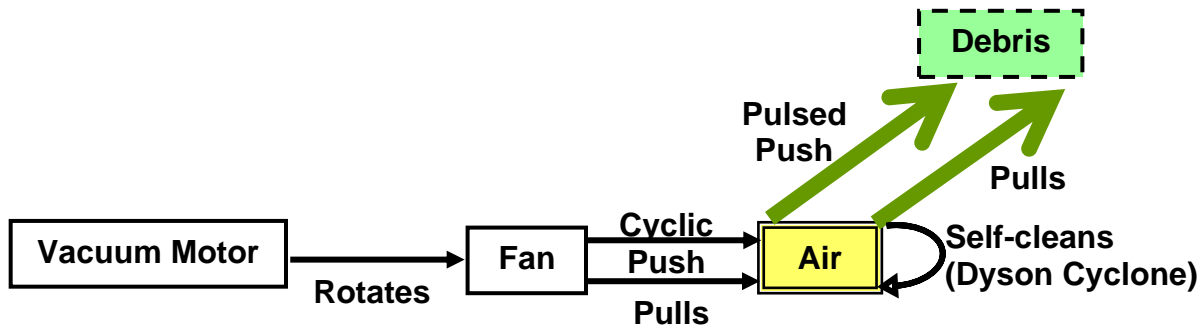 Debris
Pulsed
Push
Pulls
Vacuum Motor
Rotates
Fan
Cyclic
Push
Pulls
Air
Self-cleans
(Dyson Cyclone)